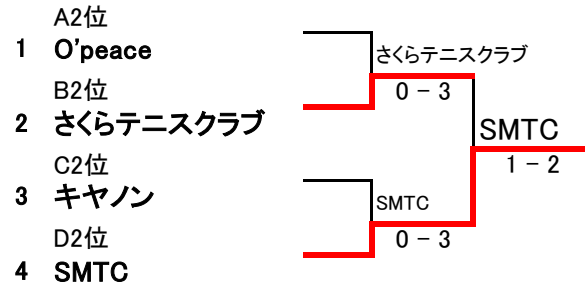 A2位
1 O'peace
さくらテニスクラブ
B2位
0 − 3
2 さくらテニスクラブ
SMTC
1 − 2
C2位
3 キヤノン
SMTC
D2位
0 − 3
4 SMTC